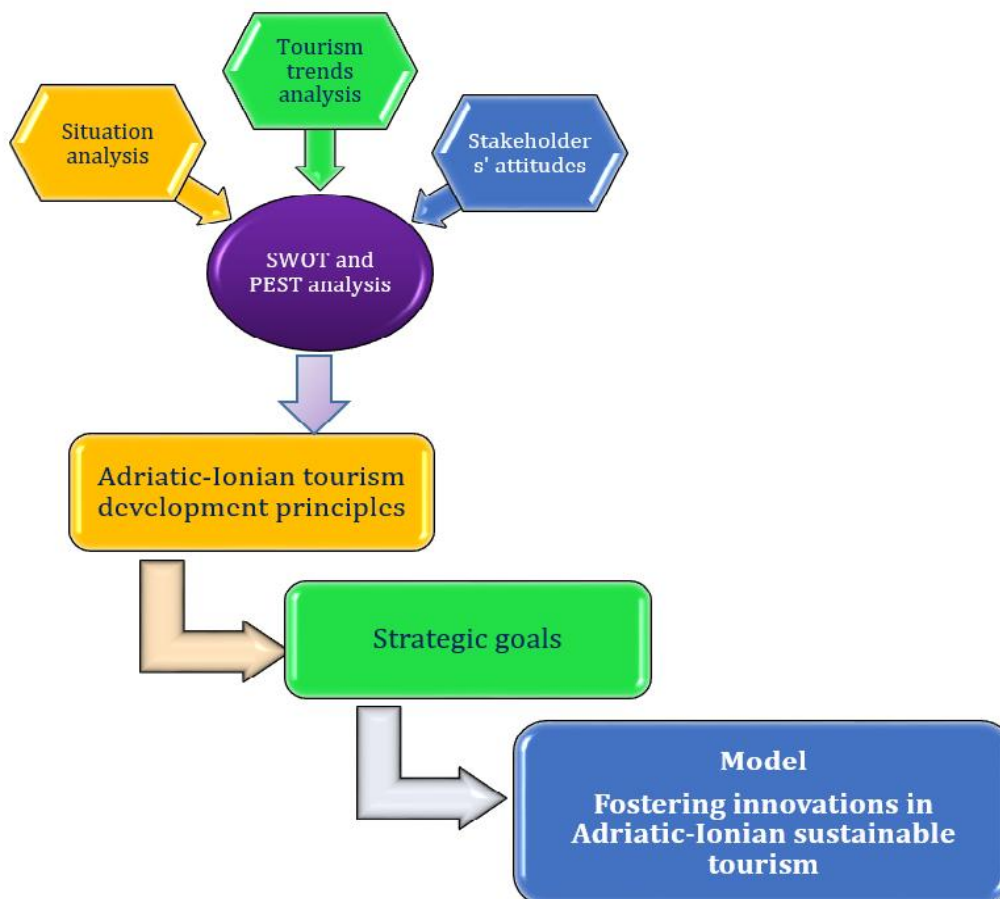 Tourism
trends
analysis
Situation
analysis
Stakeholder
s' attitudes
SWOT and
PEST analysis
Adriatic-Ionian tourism
development principles
Strategic goals
Model
Fostering innovations in
Adriatic-Ionian sustainable
tourism